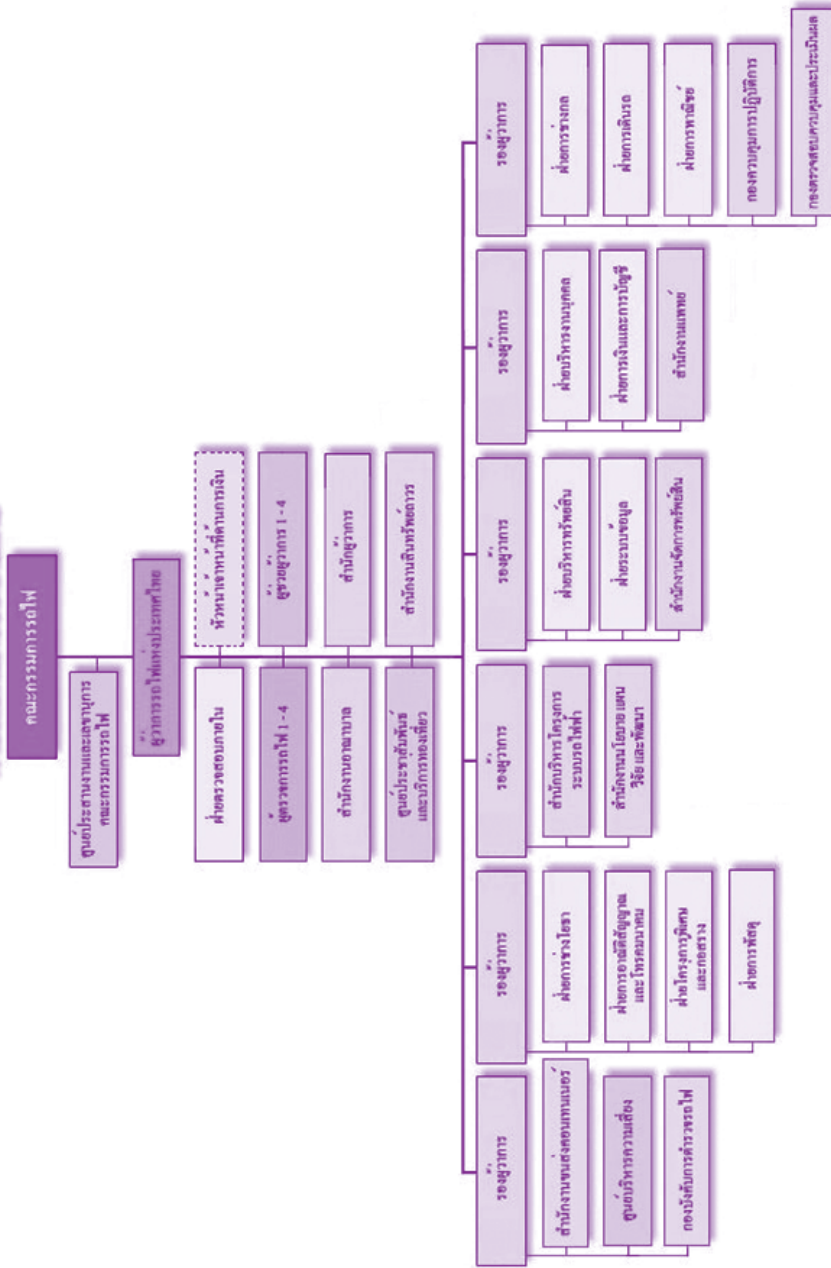 คณะกรรมการรถไฟ
ศูนย์ประสานงานและเลขานุการ
คณะกรรมการรถไฟ
ผู้ว่าการรถไฟแห่งประเทศไทย
ฝ่ายตรวจสอบภายใน
หัวหน้าเจ้าหน้าที่ด้านการเงิน
ผู้ตรวจการรถไฟ 1 - 4
ผู้ช่วยผู้ว่าการ 1 - 4
สำนักงานอาณาบาล
สำนักผู้ว่าการ
ศูนย์ประชาสัมพันธ์
และบริการท่องเที่ยว
สำนักงานสินทรัพย์ถาวร
รองผู้ว่าการ
สำนักงานขนส่งคอนเทนเนอร์
ศูนย์บริหารความเสี่ยง
กองบังคับการตำรวจรถไฟ
รองผู้ว่าการ
ฝ่ายการช่างโยธา
ฝ่ายการอาณัติสัญญาณ
และโทรคมนาคม
ฝ่ายโครงการพิเศษ
และก่อสร้าง
ฝ่ายการพัสดุ
รองผู้ว่าการ
สำนักบริหารโครงการ
ระบบรถไฟฟ้า
สำนักงานนโยบาย แผน
วิจัย และพัฒนา
รองผู้ว่าการ
ฝ่ายบริหารทรัพย์สิน
ฝ่ายระบบข้อมูล
สำนักงานจัดการทรัพย์สิน
รองผู้ว่าการ
ฝ่ายบริหารงานบุคคล
ฝ่ายการเงินและการบัญชี
สำนักงานแพทย์
รองผู้ว่าการ
ฝ่ายการช่างกล
ฝ่ายการเดินรถ
ฝ่ายการพาณิชย์
กองควบคุมการปฏิบัติการ
กองตรวจสอบควบคุมและประเมินผล